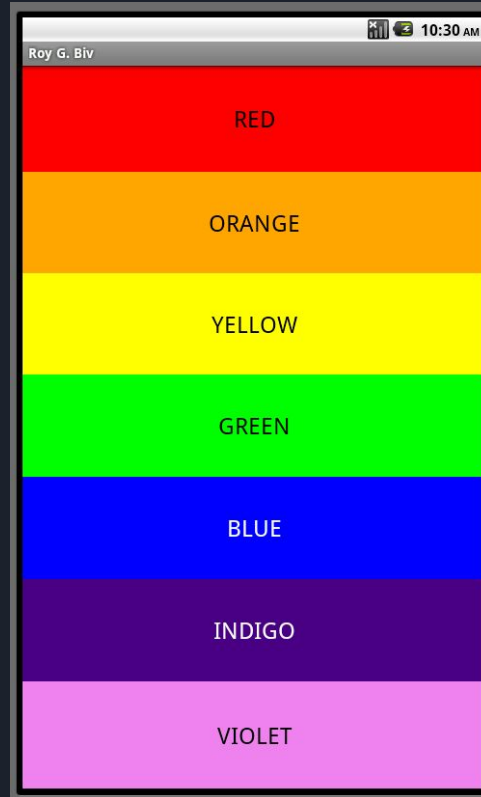 10:30 AM
Roy G. Biv
RED
ORANGE
YELLOW
GREEN
BLUE
INDIGO
VIOLET